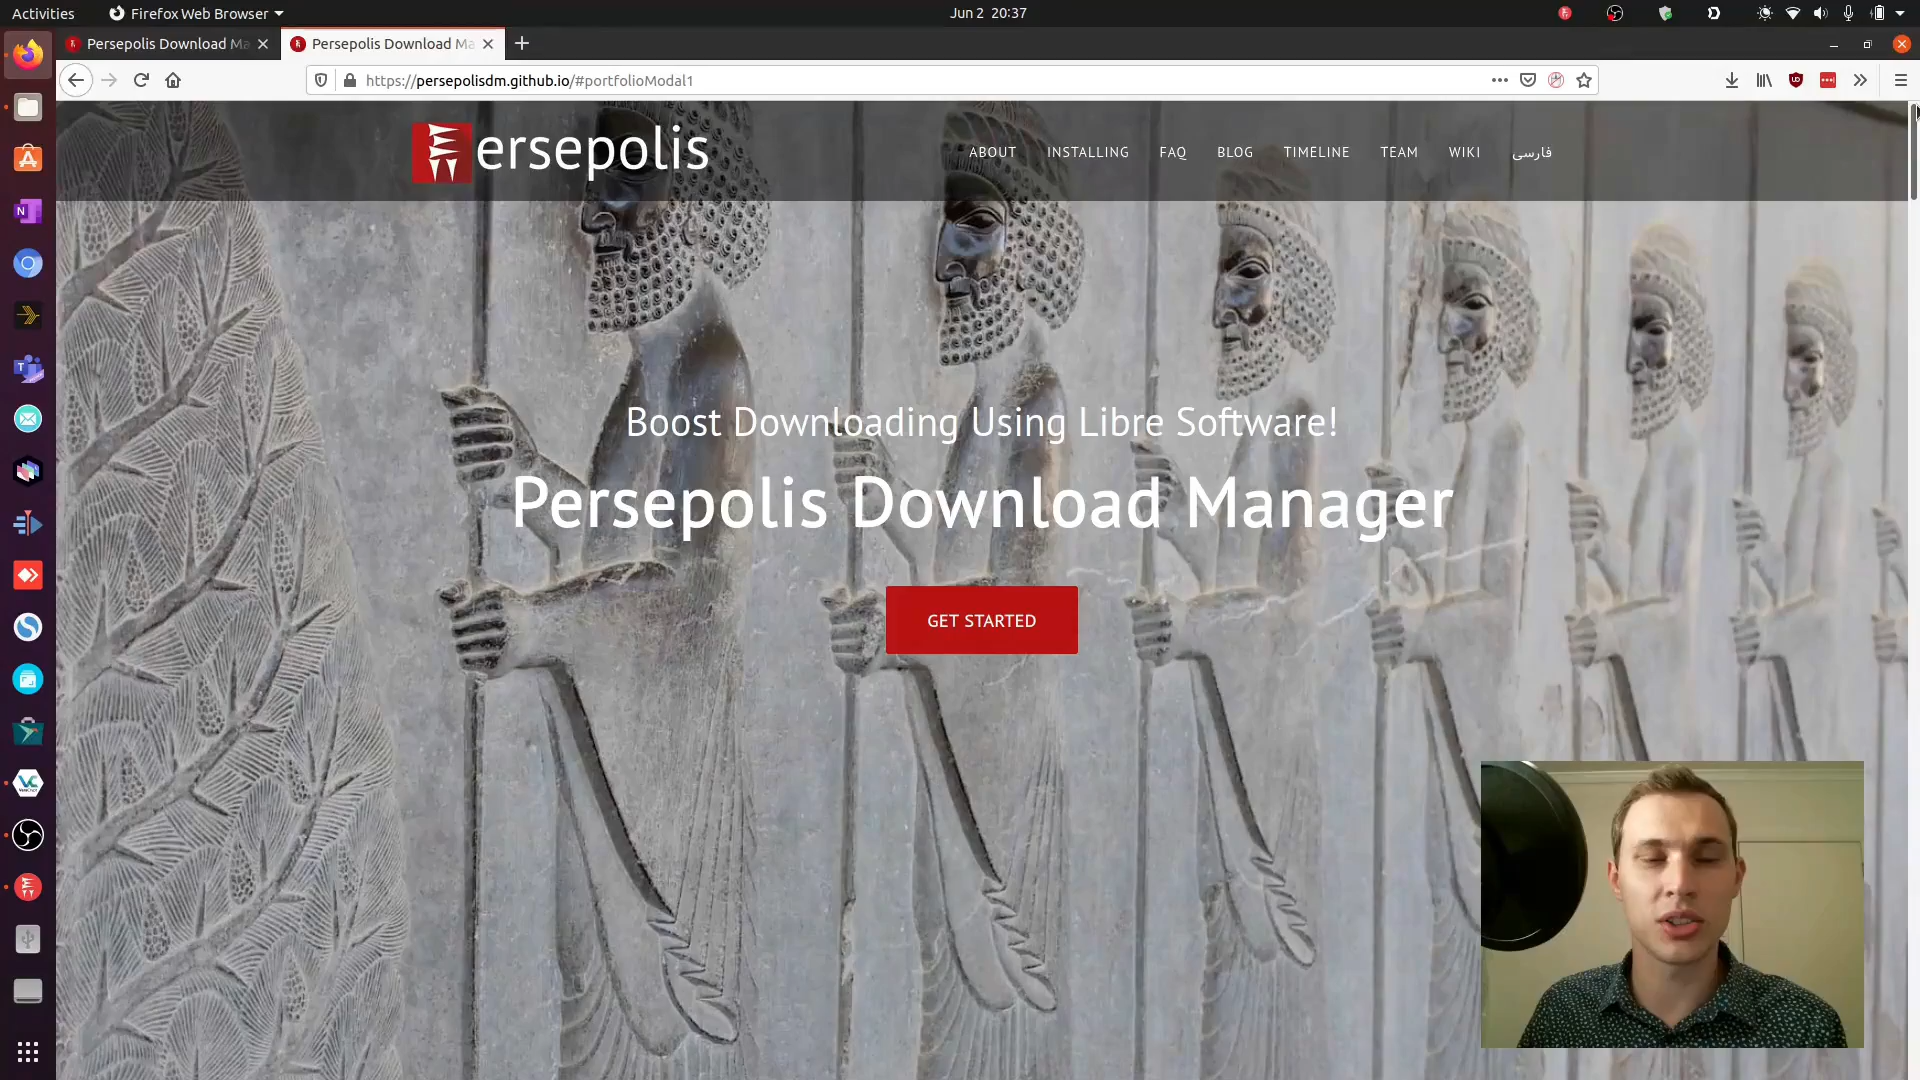 Activities
Firefox Web Browser
Jun 2 20:37
Persepolis Download Ma
Persepolis Download Ma
https://persepolisdm.github.io/#portfolioModal1
ersepolis
ABOUT
INSTALLING
FAQ
BLOG
TIMELINE
TEAM
WIKI
فارسی
Boost Downloading Using Libre Software!
Persepolis Download Manager
GET STARTED